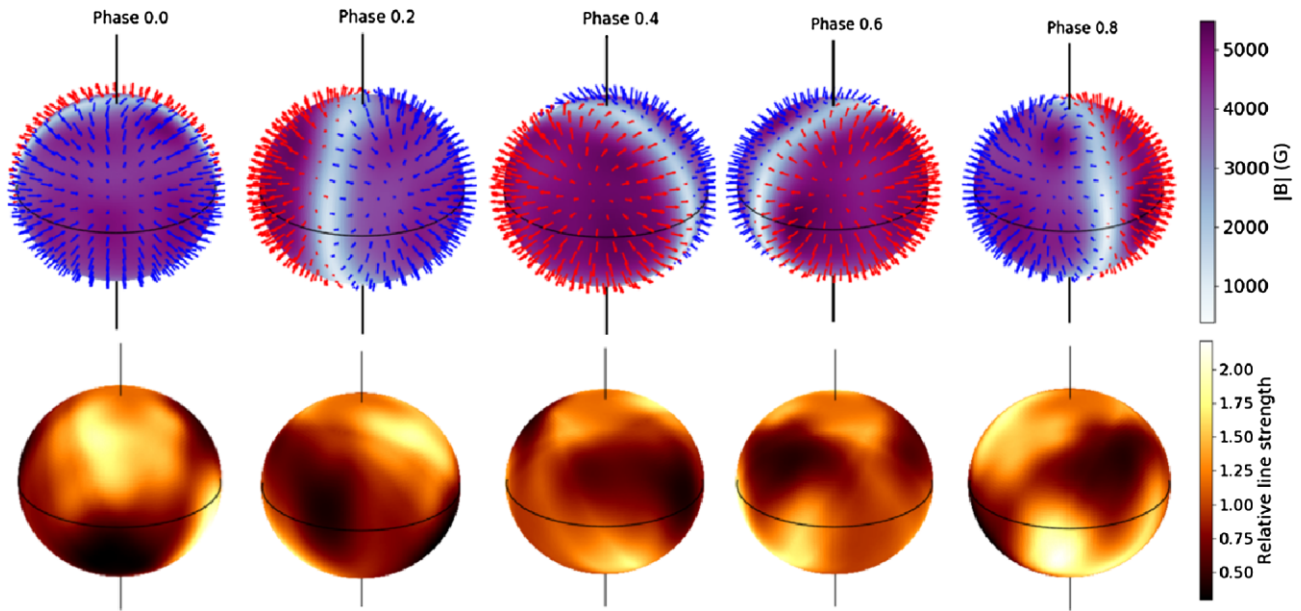 Phase 0.0
Phase 0.2
Phase 0.4
Phase 0.6
Phase 0.8
5000
4000
3000
2000
1000
|B| (G)
2.00
1.75
1.50
1.25
1.00
0.75
0.50
Relative line strength